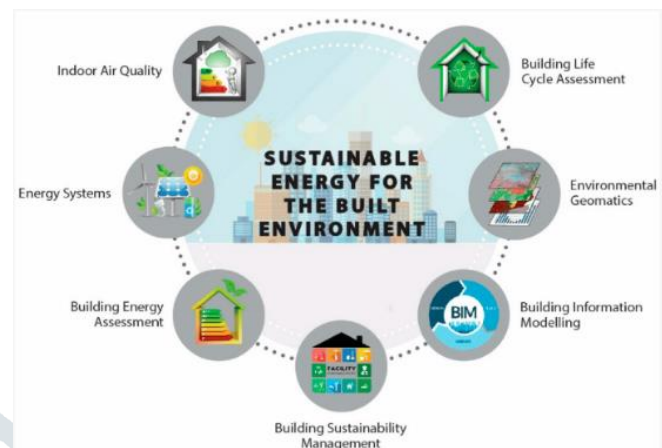 Indoor Air Quality
Building Life
Cycle Assessment
SUSTAINABLE
ENERGY FOR
THE BUILT
ENVIRONMENT
Energy Systems
Environmental
Geomatics
Building Energy
Assessment
BIM
Building Information
Modelling
FACILITY
Building Sustainability
Management